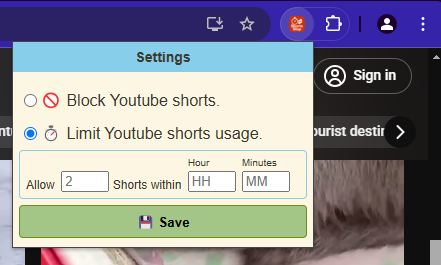 Settings
Sign in
Block Youtube shorts.
Limit Youtube shorts usage.
ourist destin
Hour Minutes
Allow 2 Shorts within HH MM
Save